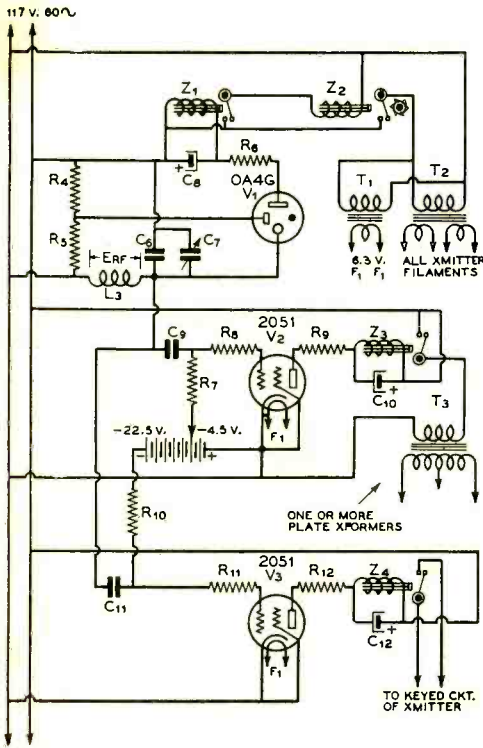 117 V. 60∿
Z1
Z2
R4
C8
R6
OA4G
V1
T1
T2
R5
ERF
L3
C6
C7
6.3 V.
F1 F1
ALL XMITTER
FILAMENTS
C9
R8
2051
V2
R9
Z3
C10
R7
T3
-22.5 V.
-4.5 V.
+
F1
R10
ONE OR MORE
PLATE XFORMERS
C11
R11
2051
V3
R12
Z4
C12
F1
TO KEYED CKT.
OF XMITTER